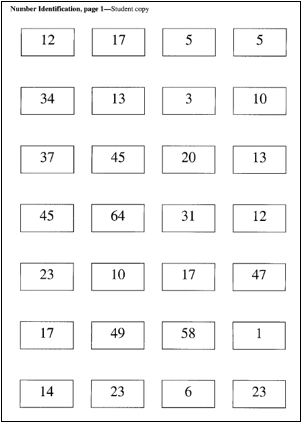 Number Identification, page 1—Student copy
12 17 5 5
34 13 3 10
37 45 20 13
45 64 31 12
23 10 17 47
17 49 58 1
14 23 6 23